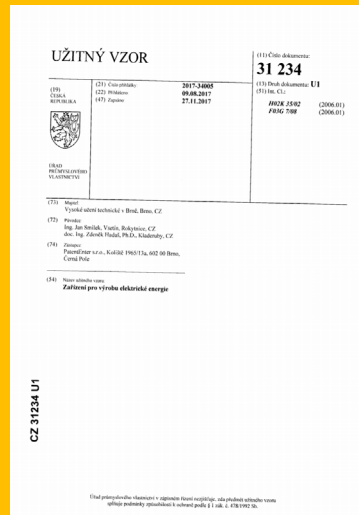 UŽITNÝ VZOR
(11) Číslo dokumentu:
31 234
(13) Druh dokumentu: U1
(51) Int. Cl.:
H02K 35/02 (2006.01)
F03G 7/08 (2006.01)
(19)
ČESKÁ
REPUBLIKA
(21) Číslo přihlášky: 2017-34005
(22) Přihlášeno: 09.08.2017
(47) Zapsáno: 27.11.2017
ÚŘAD
PRŮMYSLOVÉHO
VLASTNICTVÍ
(73) Majitel:
Vysoké učení technické v Brně, Brno, CZ
(72) Původce:
Ing. Jan Smilek, Vsetín, Rokytnice, CZ
doc. Ing. Zdeněk Hadaš, Ph.D., Kladeruby, CZ
(74) Zástupce:
PatentEnter s.r.o., Koliště 1965/13a, 602 00 Brno,
Černá Pole
(54) Název užitného vzoru:
Zařízení pro výrobu elektrické energie
CZ 31234 U1
Úřad průmyslového vlastnictví v zápisném řízení nezjišťuje, zda předmět užitného vzoru
splňuje podmínky způsobilosti k ochraně podle § 1 zák. č. 478/1992 Sb.